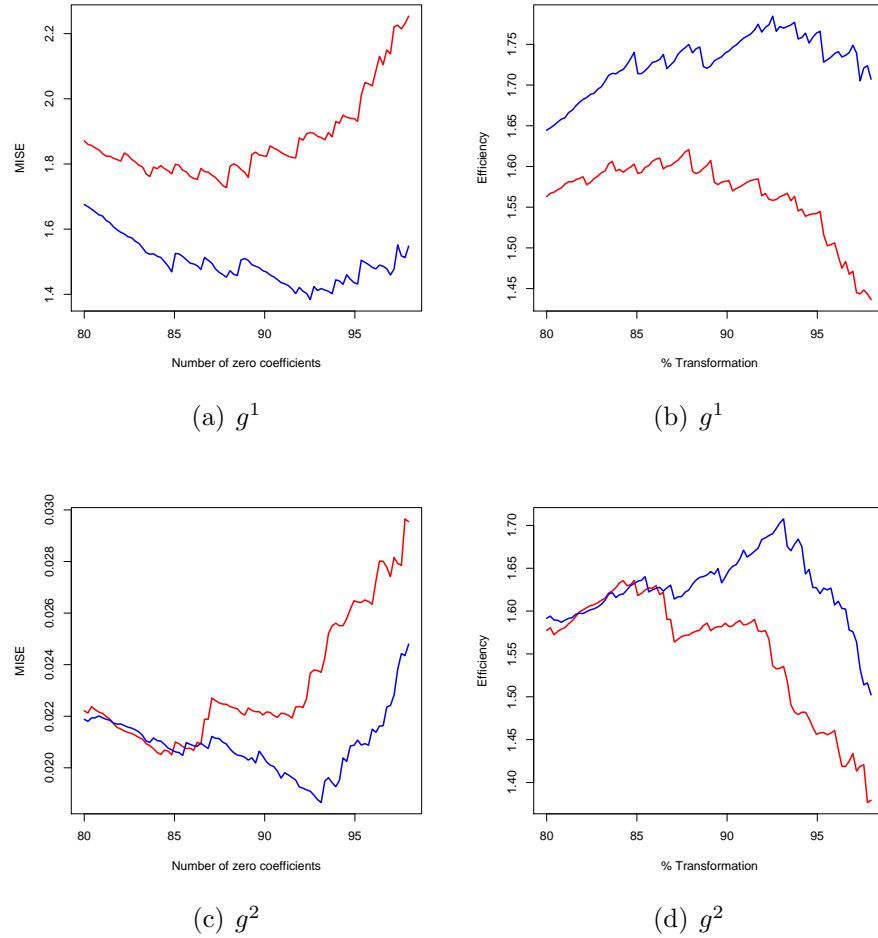 2.2
2.0
1.8
1.6
1.4
MISE
80 85 90 95
Number of zero coefficients
(a) g^1
1.75
1.70
1.65
1.60
1.55
1.50
1.45
Efficiency
80 85 90 95
% Transformation
(b) g^1
0.030
0.028
0.026
0.024
0.022
0.020
MISE
80 85 90 95
Number of zero coefficients
(c) g^2
1.70
1.65
1.60
1.55
1.50
1.45
1.40
Efficiency
80 85 90 95
% Transformation
(d) g^2